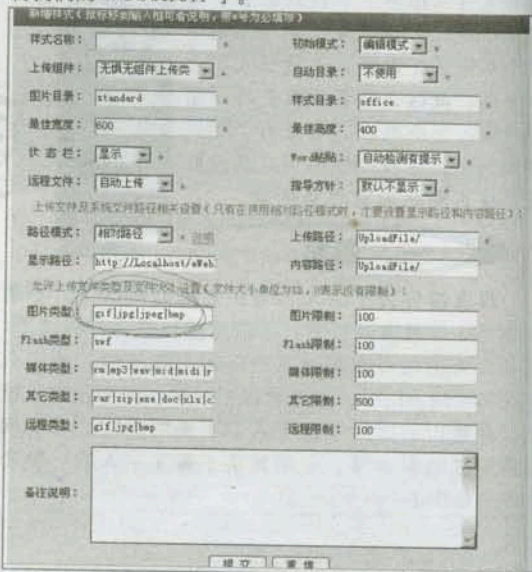 新增样式(鼠标移到输入框可看说明,带*号为必填项)
样式名称: 初始模式: 编辑模式
上传组件: 无惧无组件上传类 自动目录: 不使用
图片目录: standard 样式目录: office
最佳宽度: 600 最佳高度: 400
状态栏: 显示 Word粘贴: 自动检测有提示
远程文件: 自动上传 指导方针: 默认不显示
上传文件及系统文件路径相关设置(只有在使用相对路径模式时,才要设置显示路径和内容路径):
路径模式: 相对路径 说明 上传路径: UploadFile/
显示路径: http://Localhost/eWeb 内容路径: UploadFile/
允许上传文件类型及文件大小设置(文件大小单位为KB,0表示没有限制):
图片类型: gif|jpg|jpeg|bmp 图片限制: 100
Flash类型: swf Flash限制: 100
媒体类型: rm|mp3|wav|mid|midi|r 媒体限制: 100
其它类型: rar|zip|exe|doc|xls|c 其它限制: 500
远程类型: gif|jpg|bmp 远程限制: 100
备注说明:
提交 重填